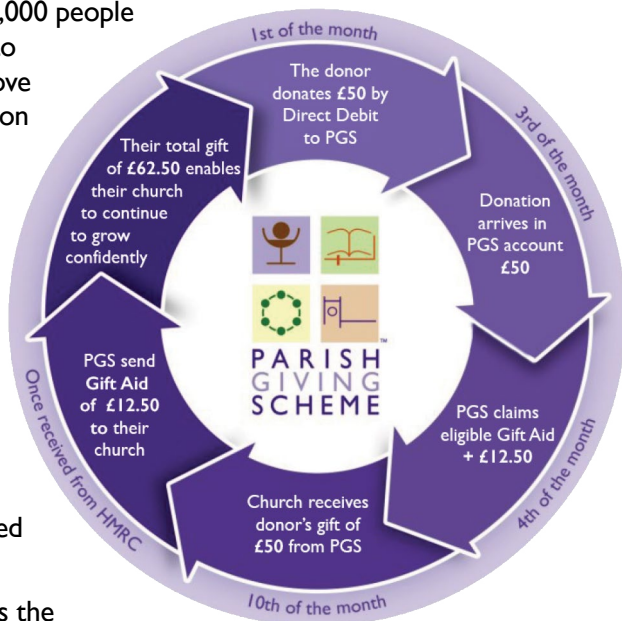 ,000 people
to
ove
on
1st of the month
The donor
donates £50 by
Direct Debit
to PGS
3rd of the month
Donation
arrives in
PGS account
£50
4th of the month
PGS claims
eligible Gift Aid
+ £12.50
10th of the month
Church receives
donor's gift of
£50 from PGS
Once received from HMRC
PGS send
Gift Aid
of £12.50
to their
church
Their total gift
of £62.50 enables
their church
to continue
to grow
confidently
PARISH
GIVING
SCHEME
™
ed
s the